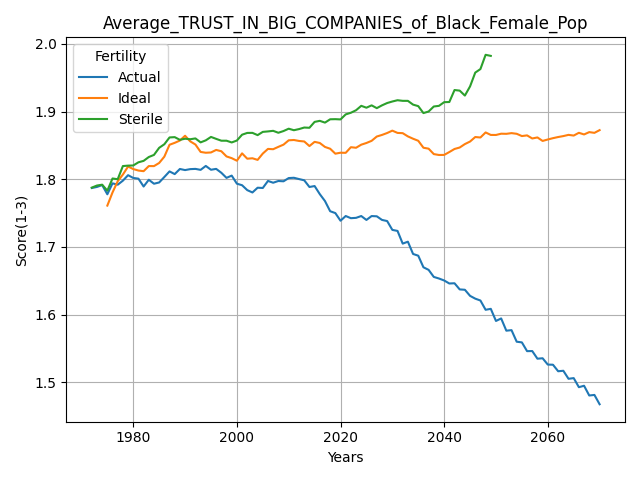 Average_TRUST_IN_BIG_COMPANIES_of_Black_Female_Pop
Fertility
Actual
Ideal
Sterile
Score(1-3)
2.0
1.9
1.8
1.7
1.6
1.5
1980 2000 2020 2040 2060
Years